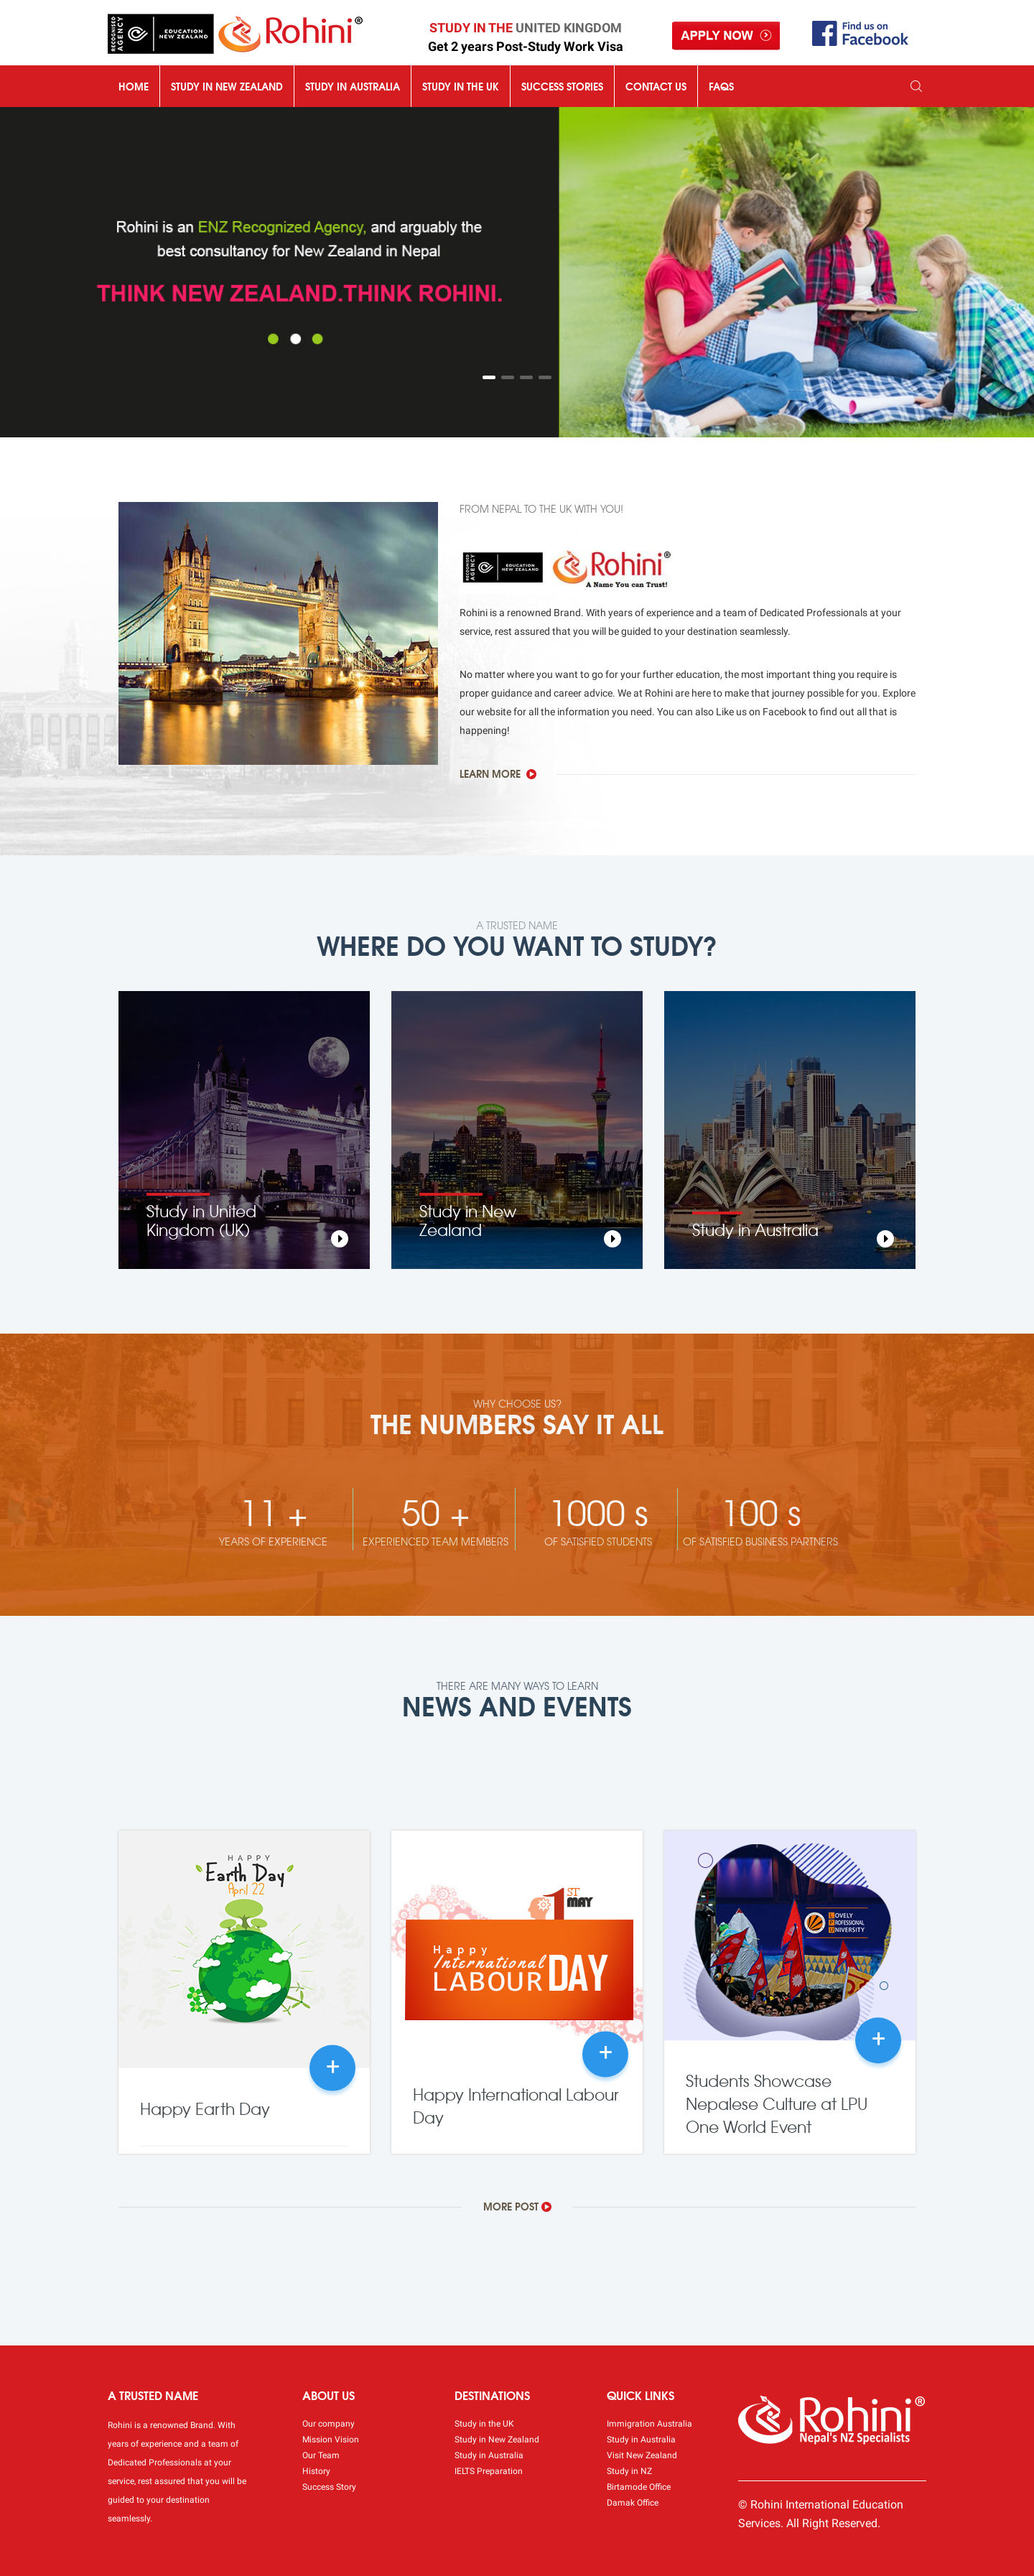 RECOGNISED AGENCY
EDUCATION
NEW ZEALAND
Rohini®
STUDY IN THE UNITED KINGDOM
Get 2 years Post-Study Work Visa
APPLY NOW
Find us on
Facebook
HOME
STUDY IN NEW ZEALAND
STUDY IN AUSTRALIA
STUDY IN THE UK
SUCCESS STORIES
CONTACT US
FAQS
Rohini is an ENZ Recognized Agency, and arguably the
best consultancy for New Zealand in Nepal
THINK NEW ZEALAND.THINK ROHINI.
FROM NEPAL TO THE UK WITH YOU!
RECOGNISED AGENCY
EDUCATION
NEW ZEALAND
Rohini®
A Name You can Trust!
Rohini is a renowned Brand. With years of experience and a team of Dedicated Professionals at your
service, rest assured that you will be guided to your destination seamlessly.
No matter where you want to go for your further education, the most important thing you require is
proper guidance and career advice. We at Rohini are here to make that journey possible for you. Explore
our website for all the information you need. You can also Like us on Facebook to find out all that is
happening!
LEARN MORE
A TRUSTED NAME
WHERE DO YOU WANT TO STUDY?
Study in United
Kingdom (UK)
Study in New
Zealand
Study in Australia
WHY CHOOSE US?
THE NUMBERS SAY IT ALL
11 +
YEARS OF EXPERIENCE
50 +
EXPERIENCED TEAM MEMBERS
1000 s
OF SATISFIED STUDENTS
100 s
OF SATISFIED BUSINESS PARTNERS
THERE ARE MANY WAYS TO LEARN
NEWS AND EVENTS
HAPPY
Earth Day
April 22
+
Happy Earth Day
1ST
MAY
Happy
International
LABOUR DAY
+
Happy International Labour
Day
LOVELY
PROFESSIONAL
UNIVERSITY
+
Students Showcase
Nepalese Culture at LPU
One World Event
MORE POST
A TRUSTED NAME
Rohini is a renowned Brand. With
years of experience and a team of
Dedicated Professionals at your
service, rest assured that you will be
guided to your destination
seamlessly.
ABOUT US
Our company
Mission Vision
Our Team
History
Success Story
DESTINATIONS
Study in the UK
Study in New Zealand
Study in Australia
IELTS Preparation
QUICK LINKS
Immigration Australia
Study in Australia
Visit New Zealand
Study in NZ
Birtamode Office
Damak Office
Rohini®
Nepal's NZ Specialists
© Rohini International Education
Services. All Right Reserved.